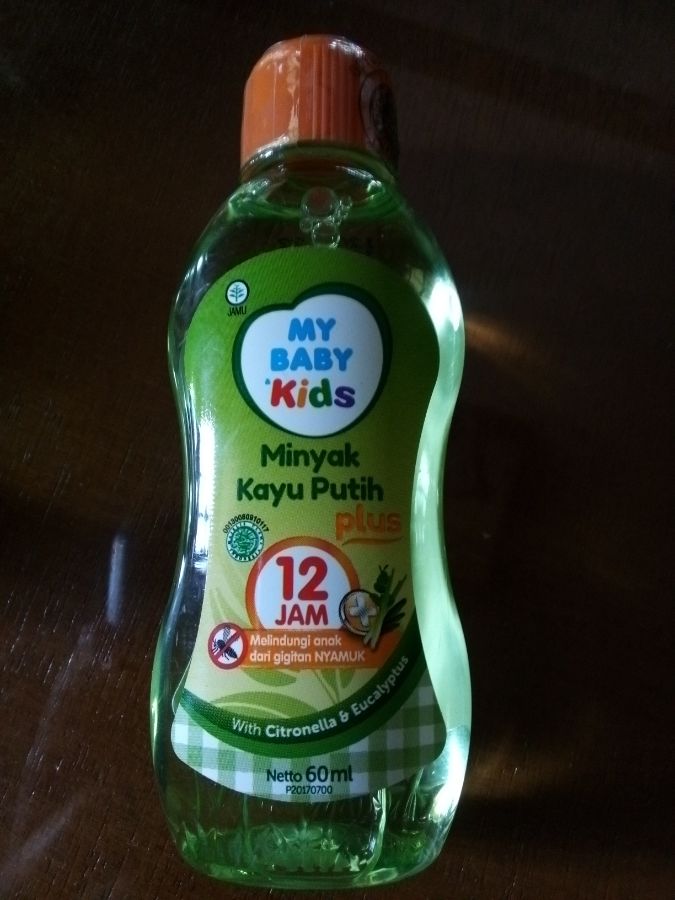 JAMU
MY
BABY
Kids
Minyak
Kayu Putih
plus
12
JAM
Melindungi anak
dari gigitan NYAMUK
With Citronella & Eucalyptus
Netto 60ml
P20170700